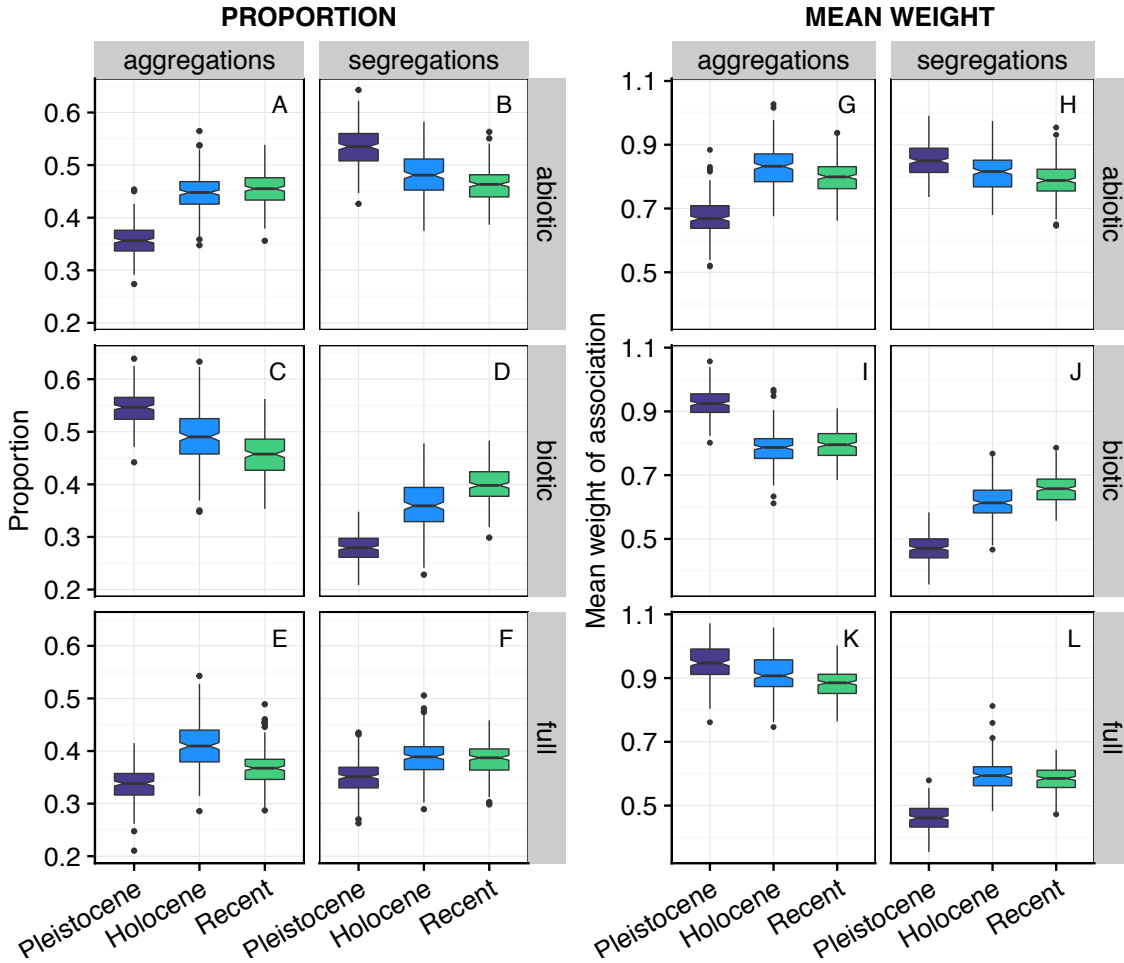 PROPORTION
MEAN WEIGHT
aggregations
segregations
aggregations
segregations
0.6
0.5
0.4
0.3
0.2
A
B
abiotic
1.1
0.9
0.7
0.5
G
H
abiotic
Proportion
0.6
0.5
0.4
0.3
0.2
C
D
biotic
Mean weight of association
1.1
0.9
0.7
0.5
I
J
biotic
0.6
0.5
0.4
0.3
0.2
E
F
full
1.1
0.9
0.7
0.5
K
L
full
Pleistocene
Holocene
Recent
Pleistocene
Holocene
Recent
Pleistocene
Holocene
Recent
Pleistocene
Holocene
Recent